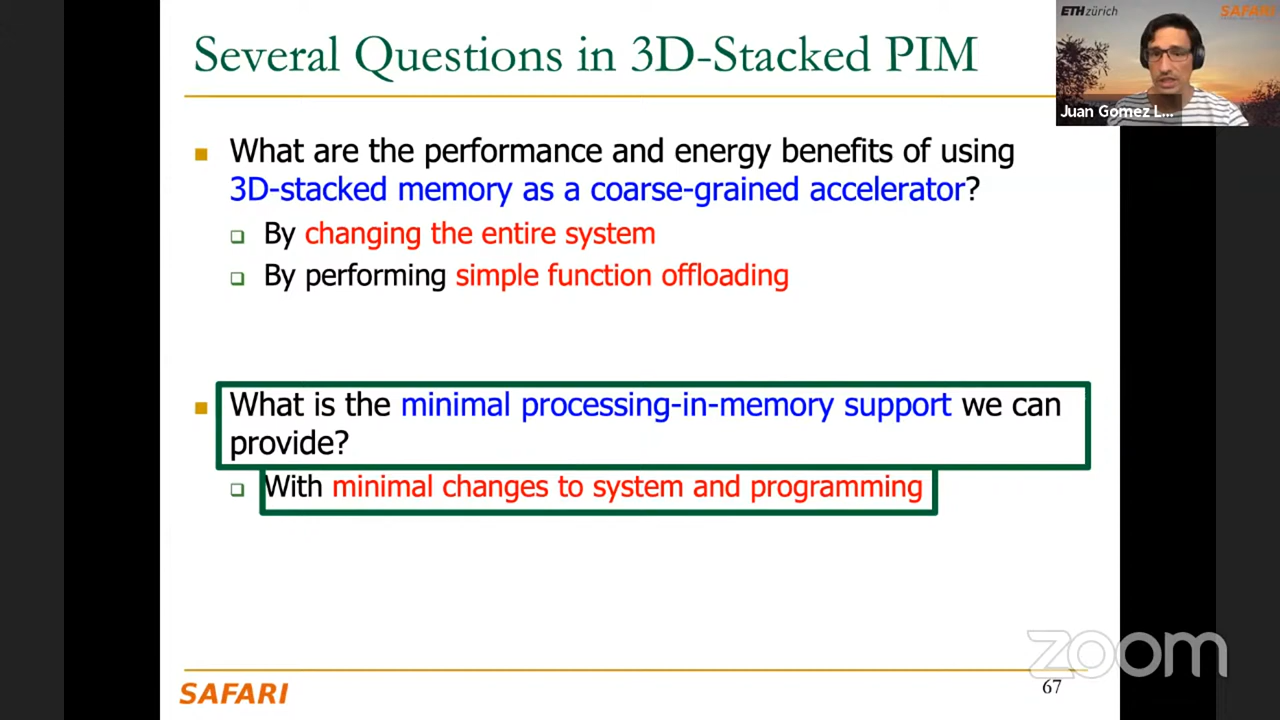 Several Questions in 3D-Stacked PIM
ETH zürich
SAFARI
Juan Gomez L...
What are the performance and energy benefits of using
3D-stacked memory as a coarse-grained accelerator?
By changing the entire system
By performing simple function offloading
What is the minimal processing-in-memory support we can
provide?
With minimal changes to system and programming
zoom
SAFARI
67